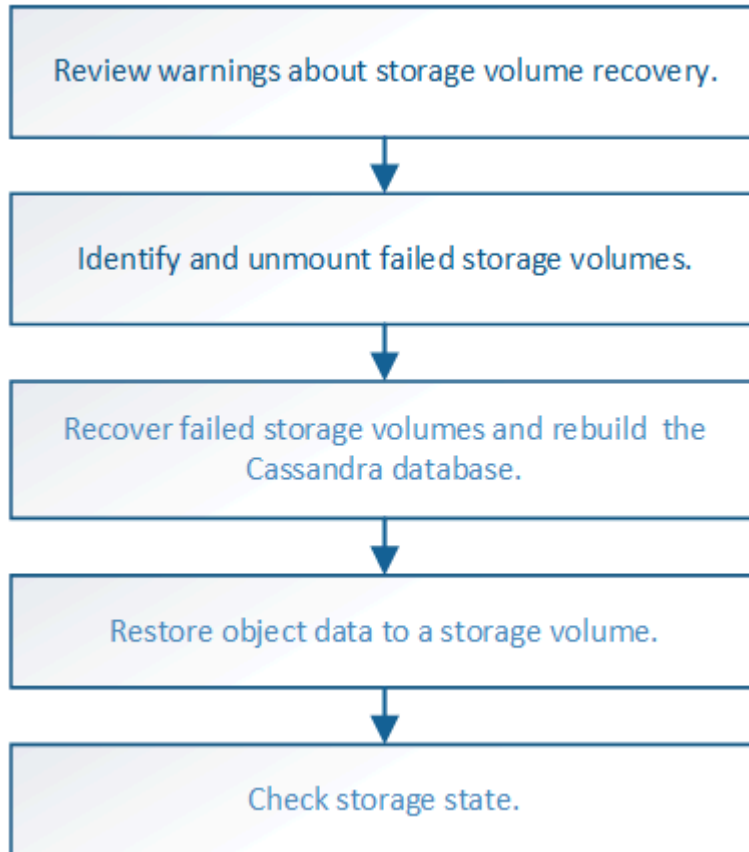 Review warnings about storage volume recovery.
Identify and unmount failed storage volumes.
Recover failed storage volumes and rebuild the
Cassandra database.
Restore object data to a storage volume.
Check storage state.